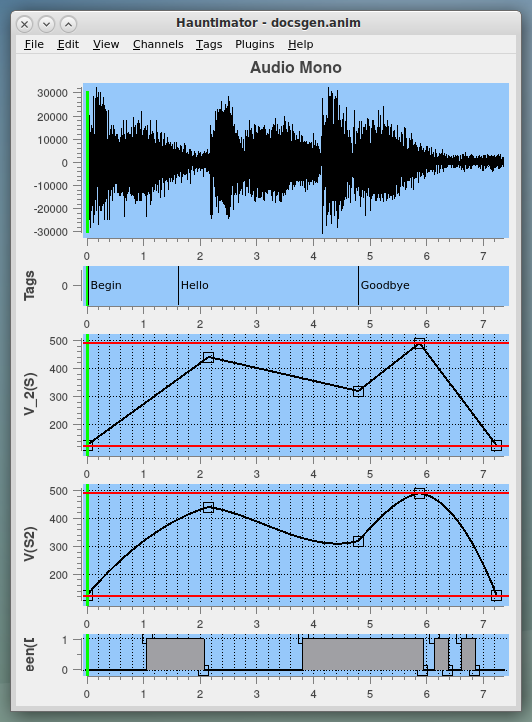 Hauntimator - docsgen.anim
File Edit View Channels Tags Plugins Help
Audio Mono
30000
20000
10000
0
-10000
-20000
-30000
0 1 2 3 4 5 6 7
Tags
0 Begin Hello Goodbye
0 1 2 3 4 5 6 7
V_2(S)
500
400
300
200
0 1 2 3 4 5 6 7
V(S2)
500
400
300
200
0 1 2 3 4 5 6 7
1
0
0 1 2 3 4 5 6 7